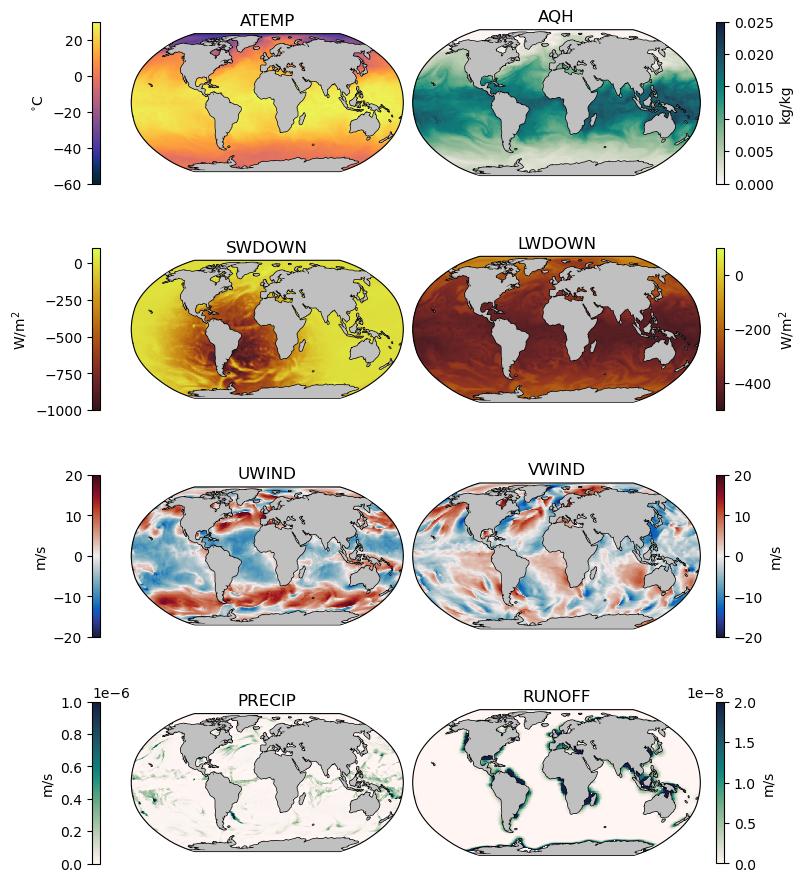 ATEMP
AQH
20
0
−20
−40
−60
°C
0.025
0.020
0.015
0.010
0.005
0.000
kg/kg
SWDOWN
LWDOWN
0
−250
−500
−750
−1000
W/m²
0
−200
−400
W/m²
UWIND
VWIND
20
10
0
−10
−20
m/s
20
10
0
−10
−20
m/s
PRECIP
RUNOFF
1e−6
1.0
0.8
0.6
0.4
0.2
0.0
m/s
1e−8
2.0
1.5
1.0
0.5
0.0
m/s